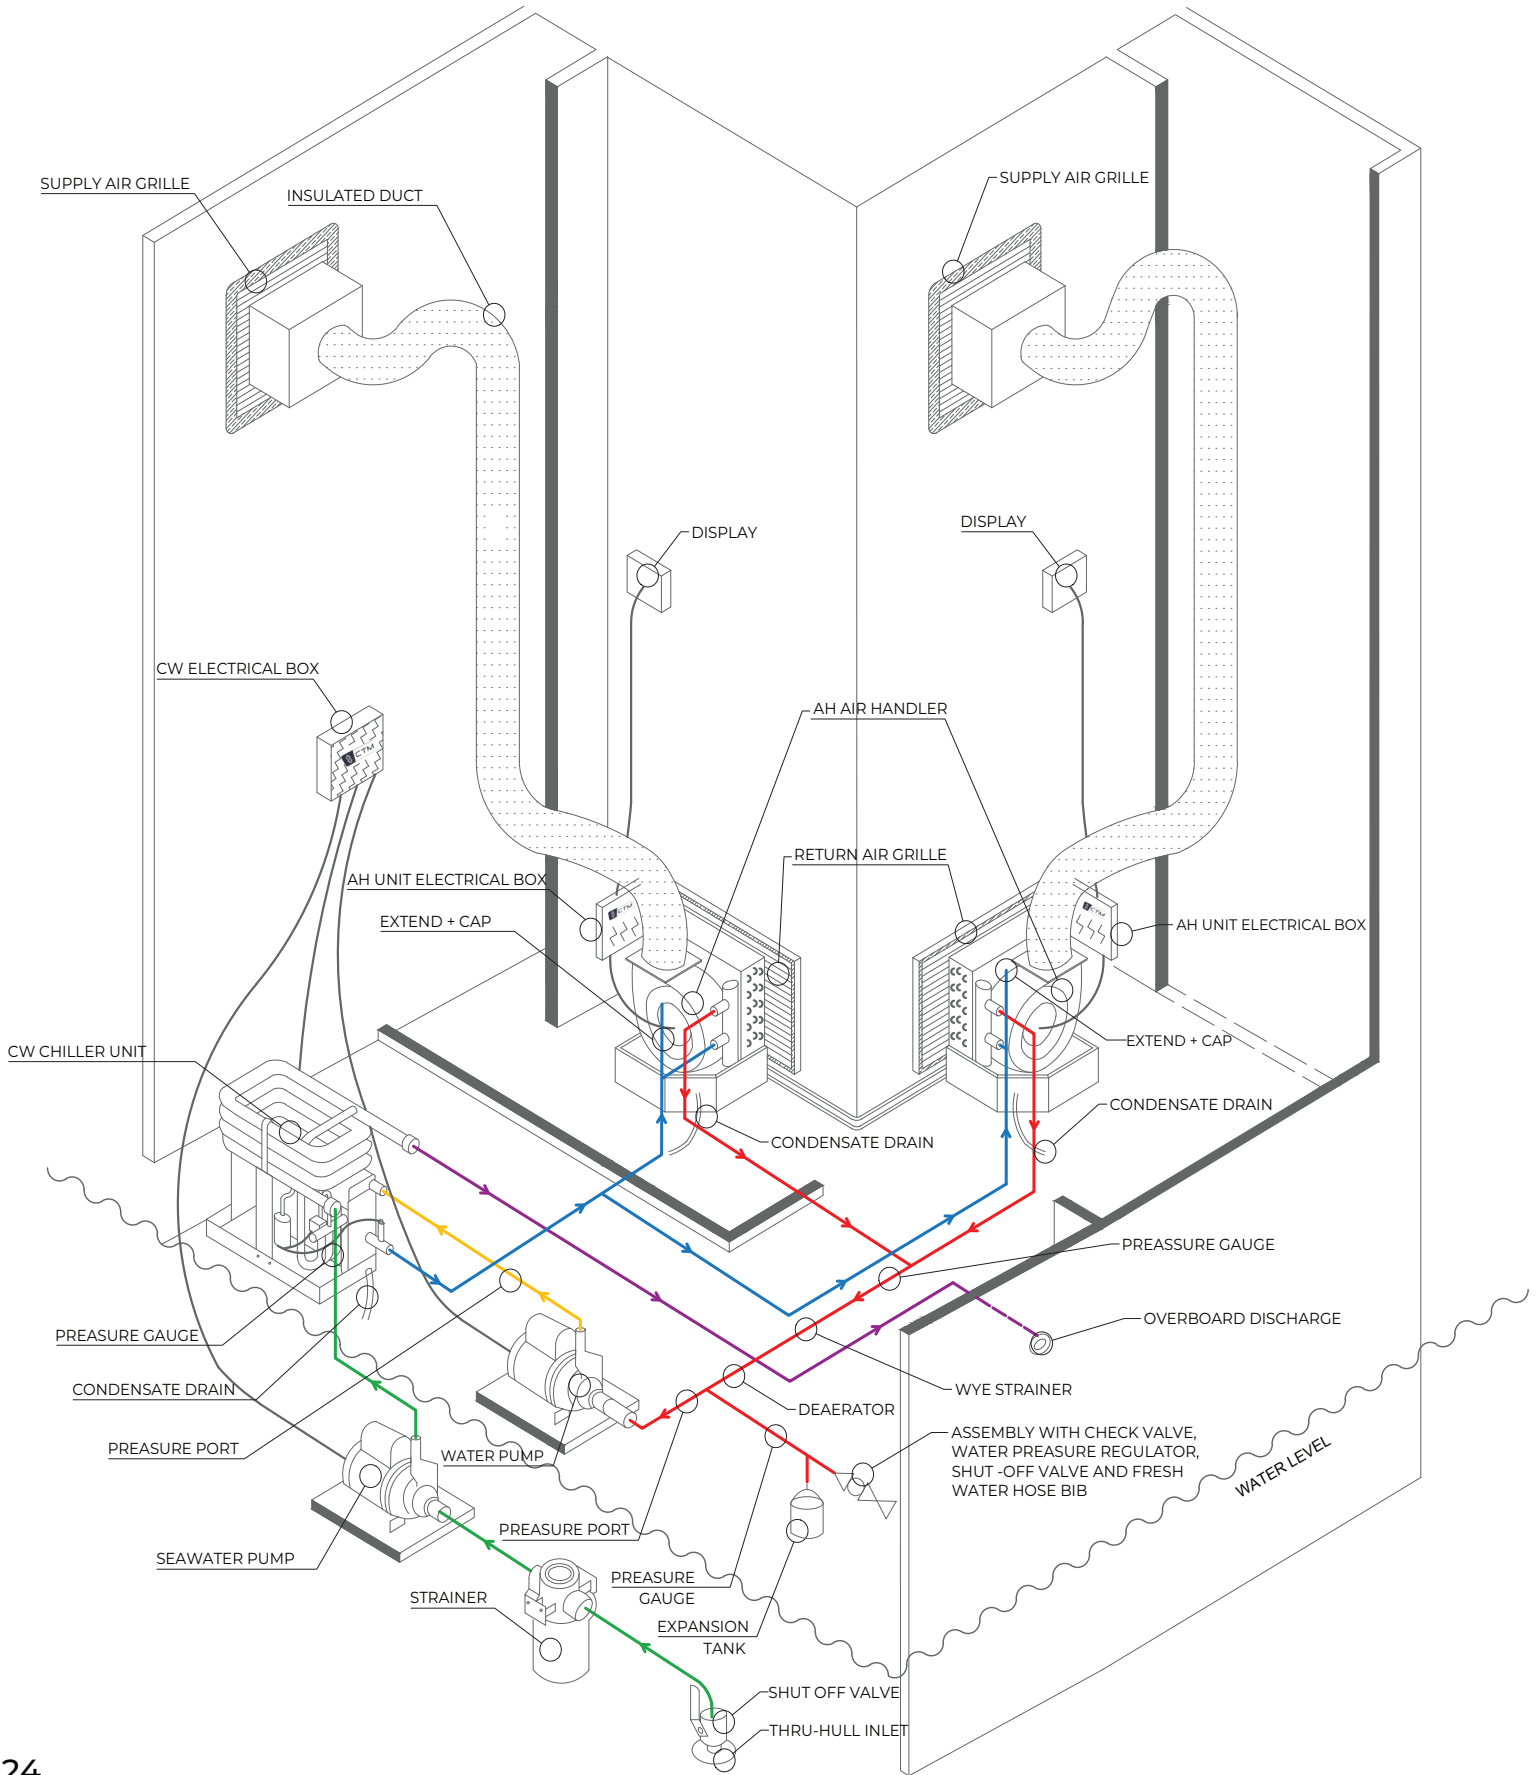 SUPPLY AIR GRILLE
INSULATED DUCT
SUPPLY AIR GRILLE
DISPLAY
DISPLAY
CW ELECTRICAL BOX
CTM
AH AIR HANDLER
RETURN AIR GRILLE
AH UNIT ELECTRICAL BOX
CTM
CTM
EXTEND + CAP
AH UNIT ELECTRICAL BOX
EXTEND + CAP
CW CHILLER UNIT
CONDENSATE DRAIN
CONDENSATE DRAIN
PREASSURE GAUGE
OVERBOARD DISCHARGE
PREASURE GAUGE
CONDENSATE DRAIN
WYE STRAINER
DEAERATOR
PREASURE PORT
WATER PUMP
ASSEMBLY WITH CHECK VALVE,
WATER PREASURE REGULATOR,
SHUT -OFF VALVE AND FRESH
WATER HOSE BIB
WATER LEVEL
PREASURE PORT
SEAWATER PUMP
PREASURE
GAUGE
STRAINER
EXPANSION
TANK
SHUT OFF VALVE
THRU-HULL INLET
24